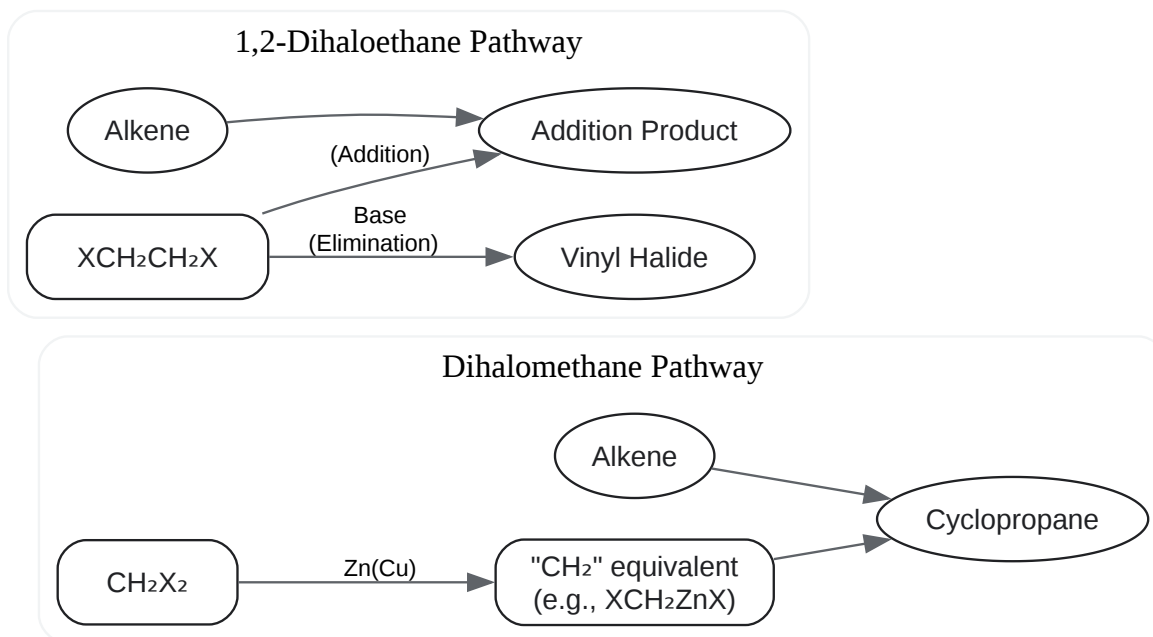 1,2-Dihaloethane Pathway
Alkene
Addition Product
(Addition)
Base
(Elimination)
XCH₂CH₂X
Vinyl Halide
Dihalomethane Pathway
Alkene
Cyclopropane
CH₂X₂
Zn(Cu)
"CH₂" equivalent
(e.g., XCH₂ZnX)